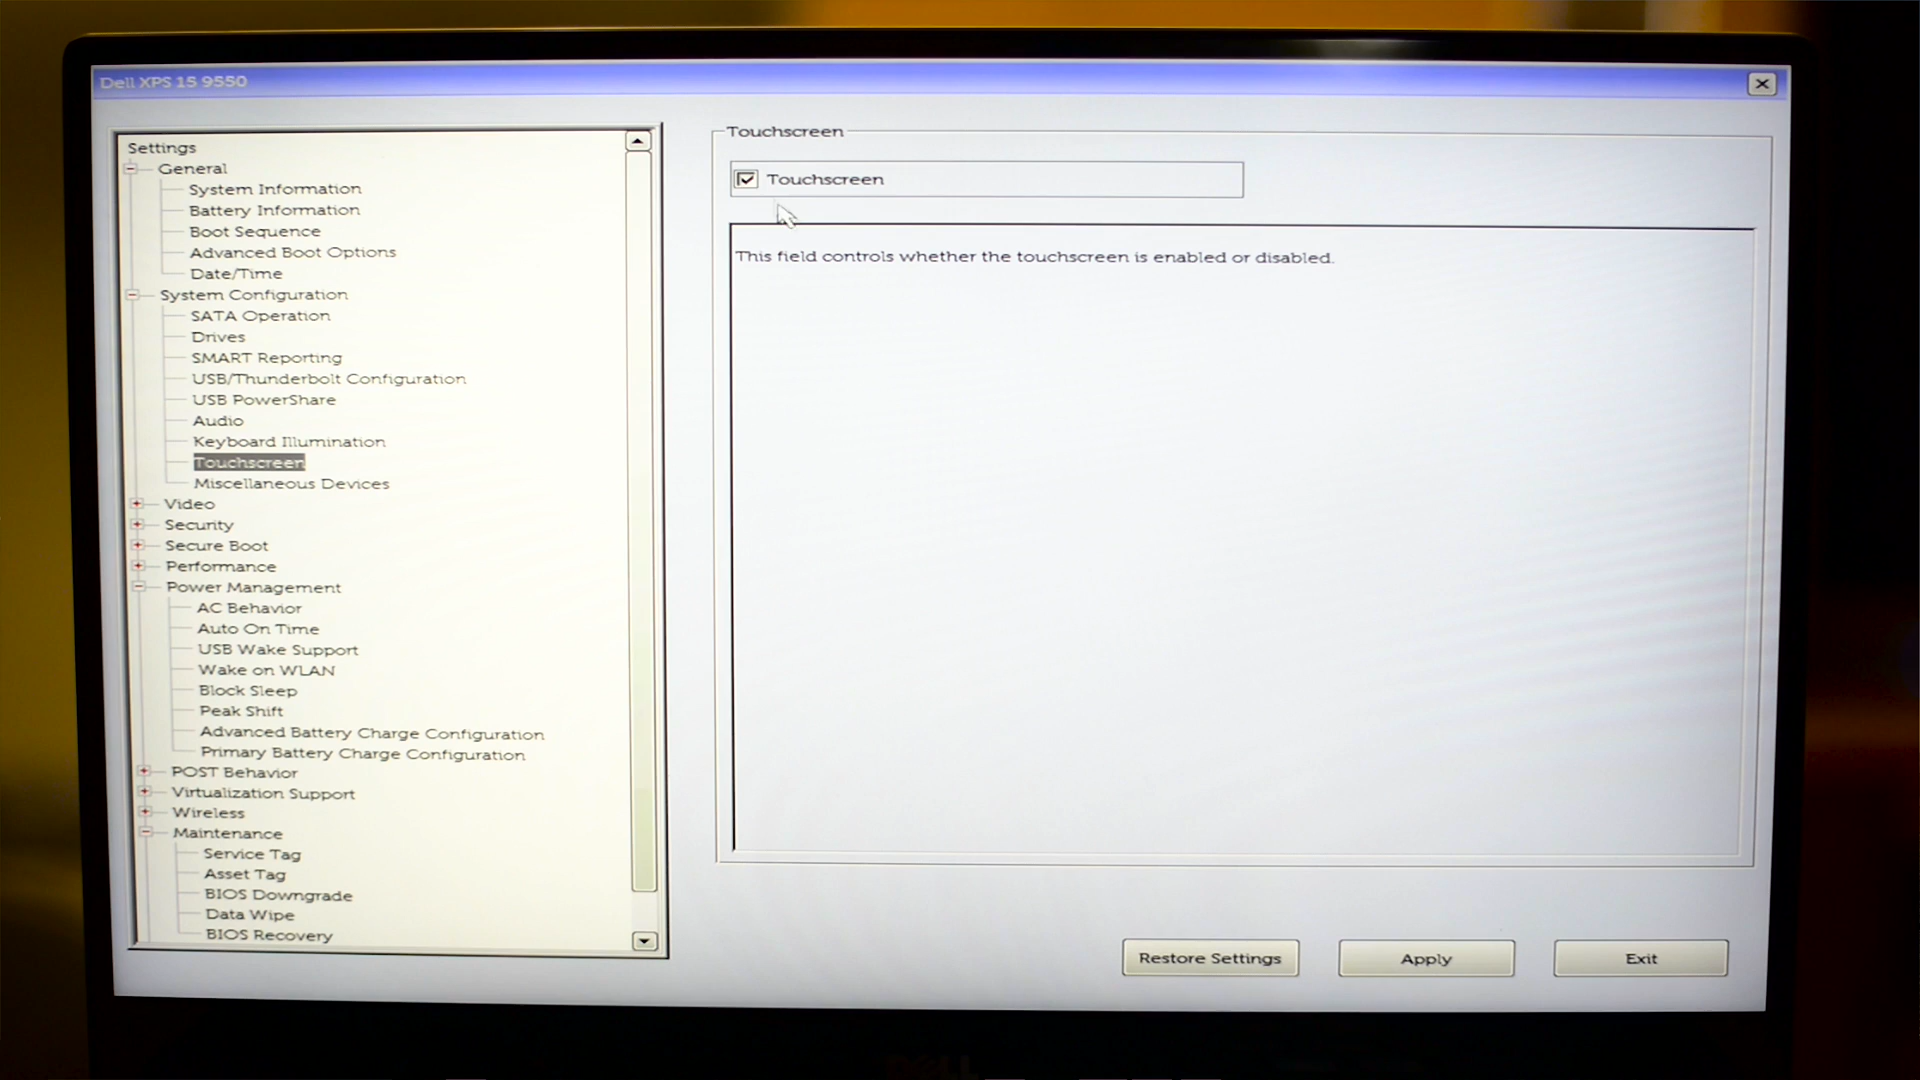 Dell XPS 15 9550
Settings
General
System Information
Battery Information
Boot Sequence
Advanced Boot Options
Date/Time
System Configuration
SATA Operation
Drives
SMART Reporting
USB/Thunderbolt Configuration
USB PowerShare
Audio
Keyboard Illumination
Touchscreen
Miscellaneous Devices
Video
Security
Secure Boot
Performance
Power Management
AC Behavior
Auto On Time
USB Wake Support
Wake on WLAN
Block Sleep
Peak Shift
Advanced Battery Charge Configuration
Primary Battery Charge Configuration
POST Behavior
Virtualization Support
Wireless
Maintenance
Service Tag
Asset Tag
BIOS Downgrade
Data Wipe
BIOS Recovery
Touchscreen
Touchscreen
This field controls whether the touchscreen is enabled or disabled.
Restore Settings
Apply
Exit
DELL